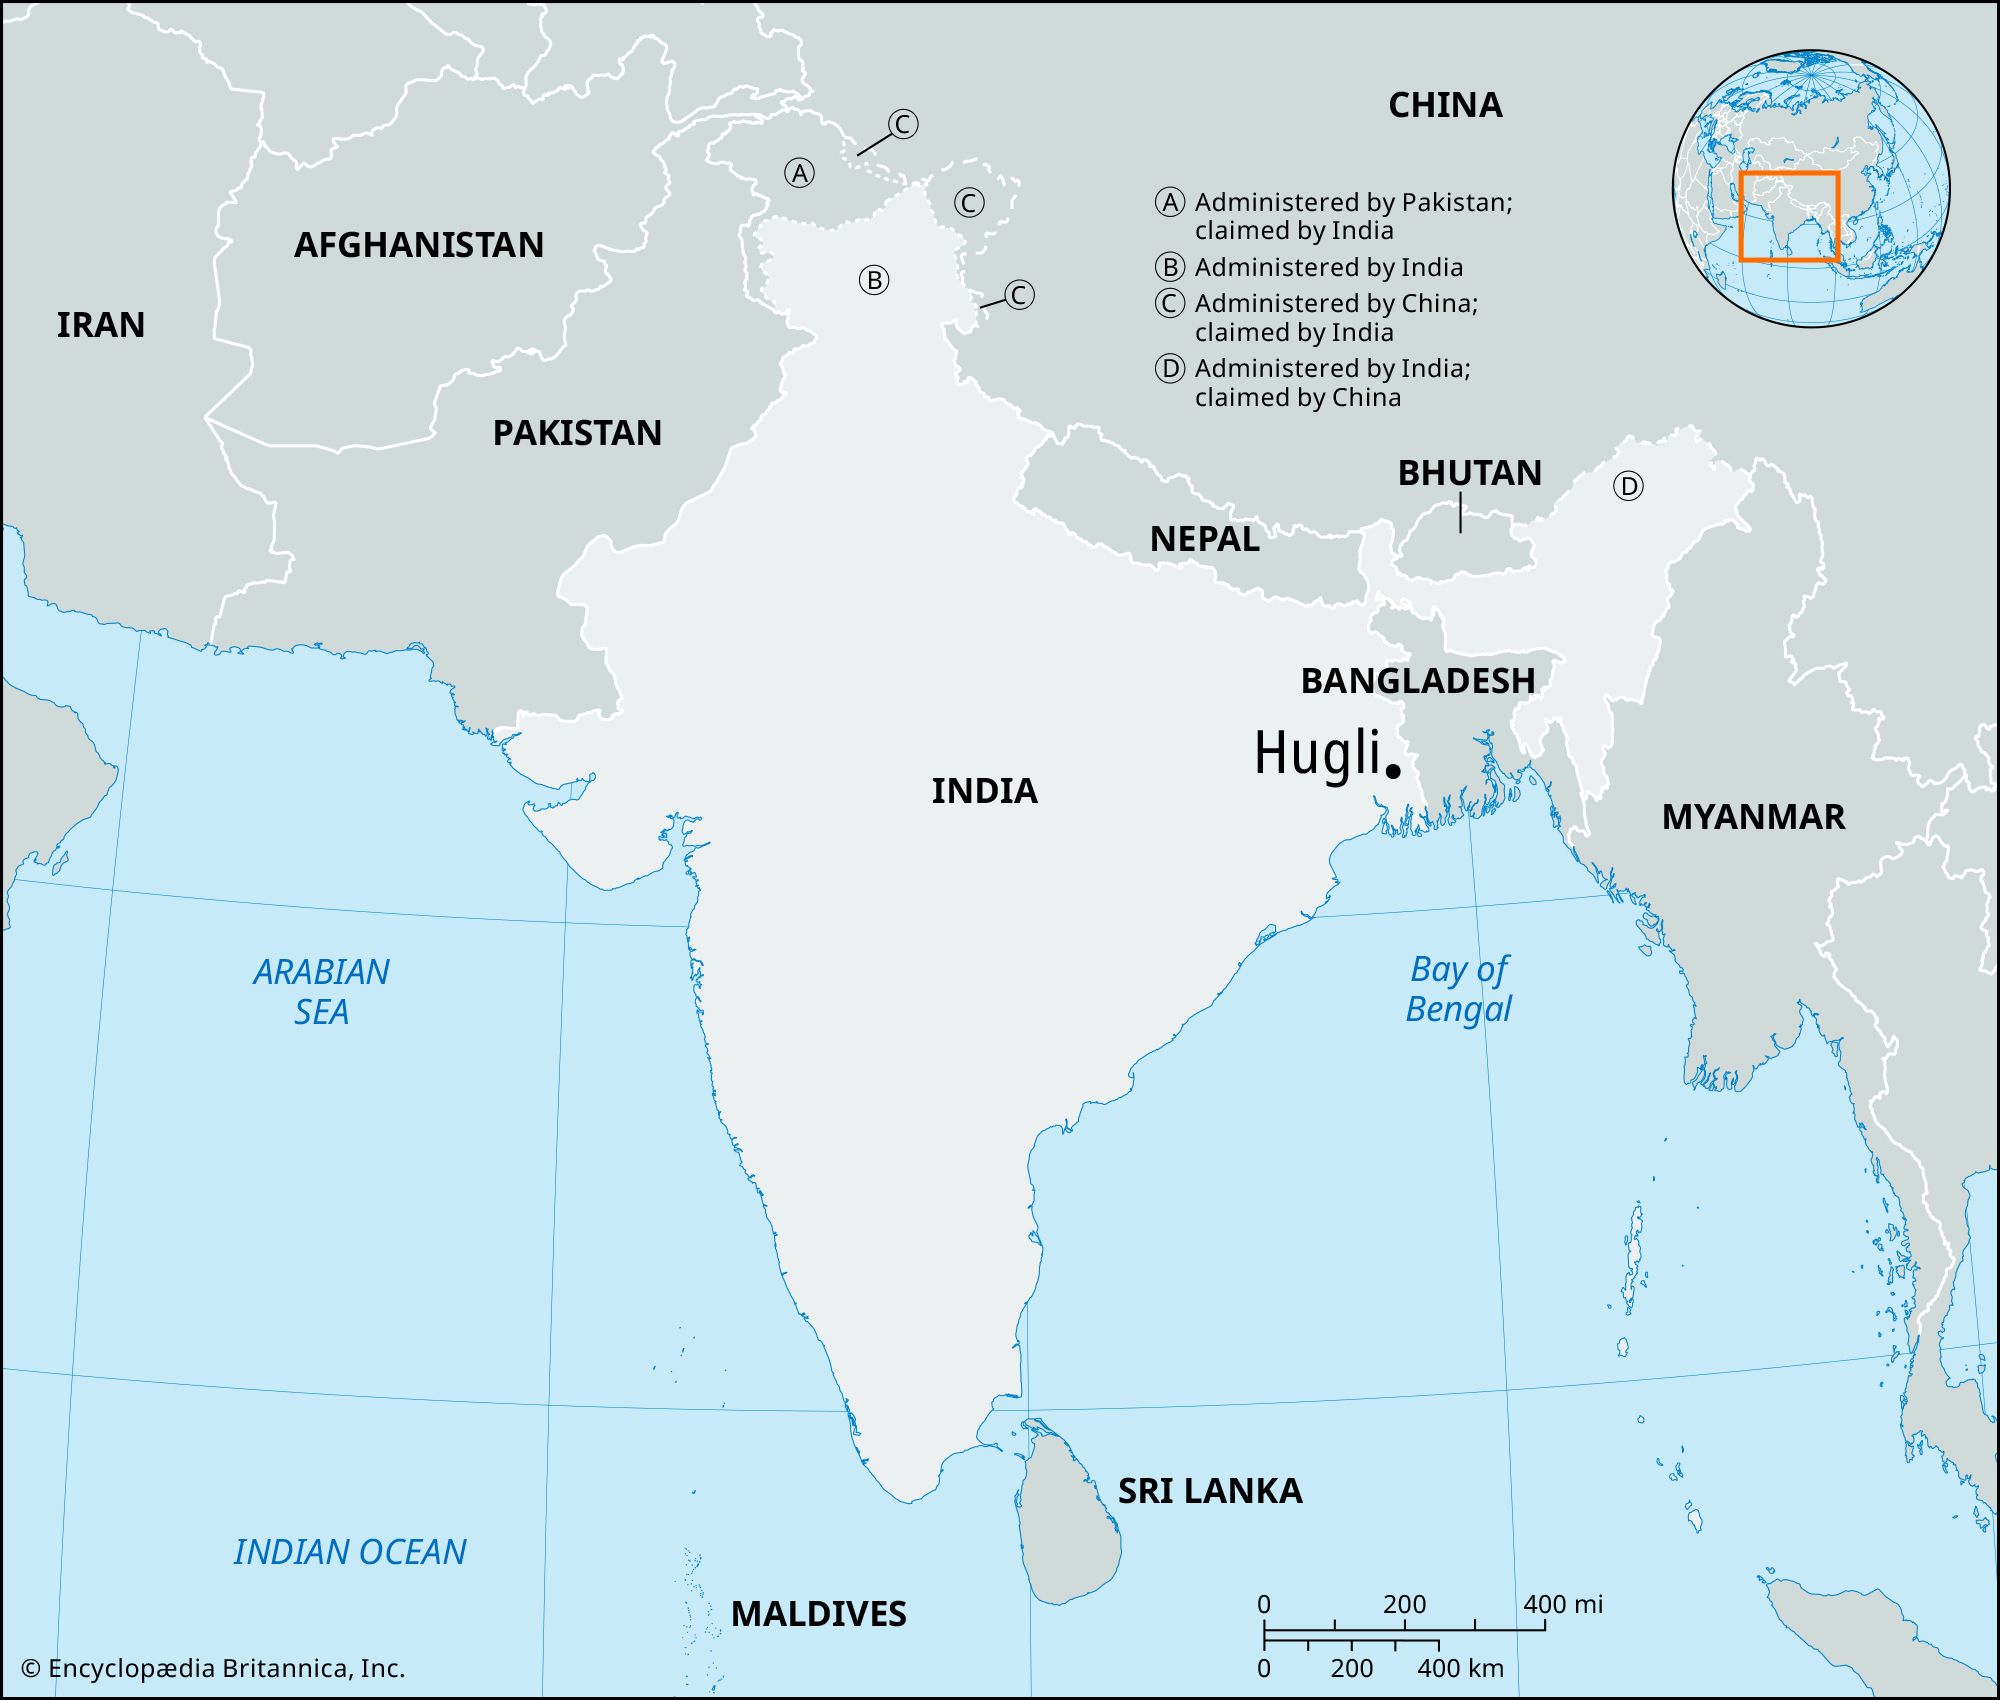 CHINA
Ⓒ
Ⓐ
Ⓒ
Ⓐ Administered by Pakistan;
claimed by India
AFGHANISTAN
Ⓑ Administered by India
Ⓑ
Ⓒ
Ⓒ Administered by China;
claimed by India
IRAN
Ⓓ Administered by India;
claimed by China
PAKISTAN
BHUTAN
Ⓓ
NEPAL
BANGLADESH
Hugli
INDIA
MYANMAR
ARABIAN
SEA
Bay of
Bengal
SRI LANKA
INDIAN OCEAN
MALDIVES
0 200 400 mi
0 200 400 km
© Encyclopædia Britannica, Inc.